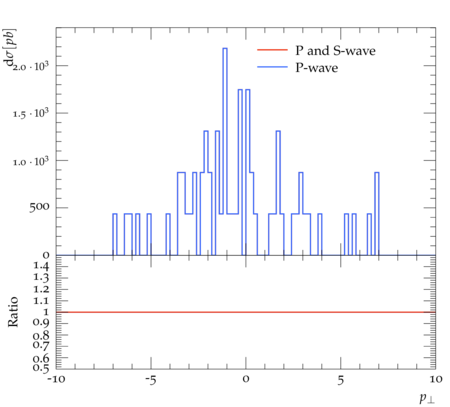 dσ[pb]
P and S-wave
P-wave
2.0 · 10³
1.5 · 10³
1.0 · 10³
500
0
Ratio
1.4
1.3
1.2
1.1
1
0.9
0.8
0.7
0.6
0.5
-10 -5 0 5 10
p⊥